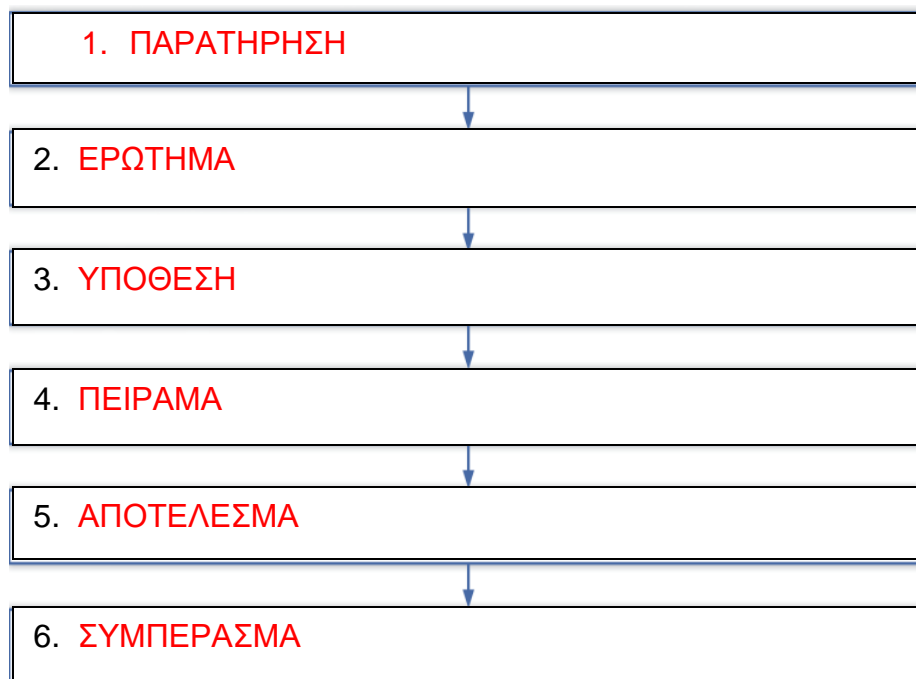 1. ΠΑΡΑΤΗΡΗΣΗ
2. ΕΡΩΤΗΜΑ
3. ΥΠΟΘΕΣΗ
4. ΠΕΙΡΑΜΑ
5. ΑΠΟΤΕΛΕΣΜΑ
6. ΣΥΜΠΕΡΑΣΜΑ